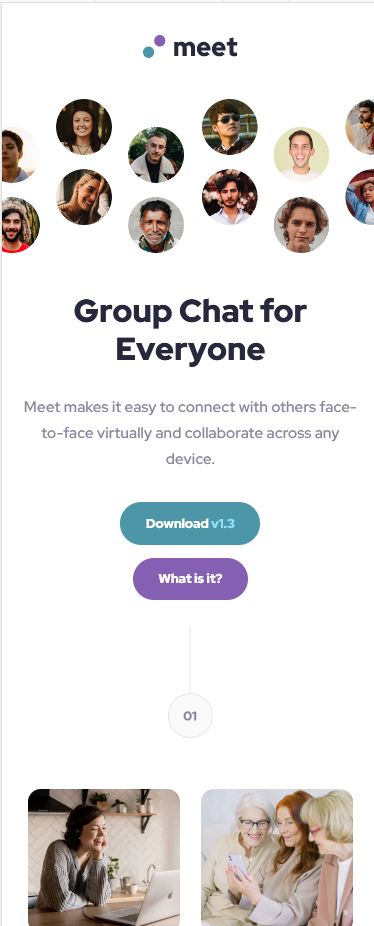 meet
Group Chat for
Everyone
Meet makes it easy to connect with others face-
to-face virtually and collaborate across any
device.
Download v1.3
What is it?
01